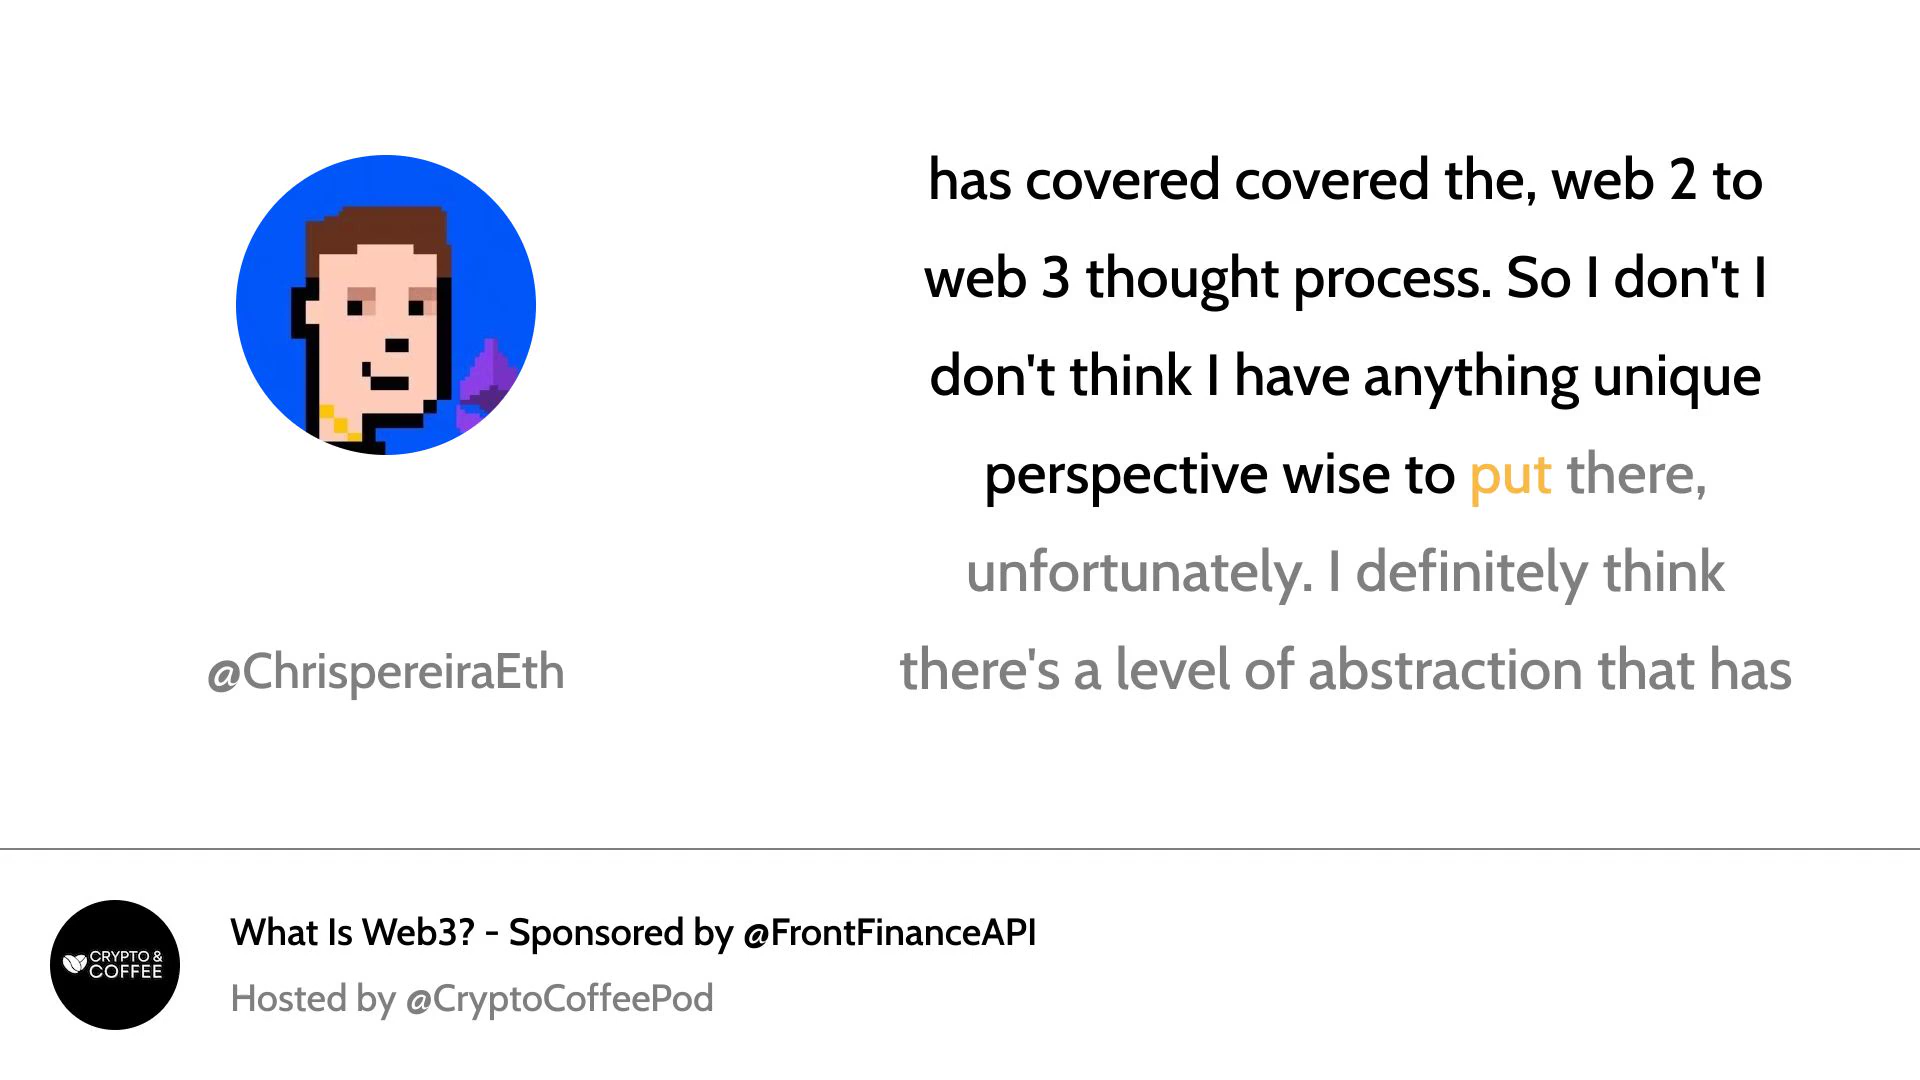 has covered covered the, web 2 to
web 3 thought process. So I don't I
don't think I have anything unique
perspective wise to put there,
unfortunately. I definitely think
there's a level of abstraction that has
@ChrispereiraEth
CRYPTO &
COFFEE
What Is Web3? - Sponsored by @FrontFinanceAPI
Hosted by @CryptoCoffeePod